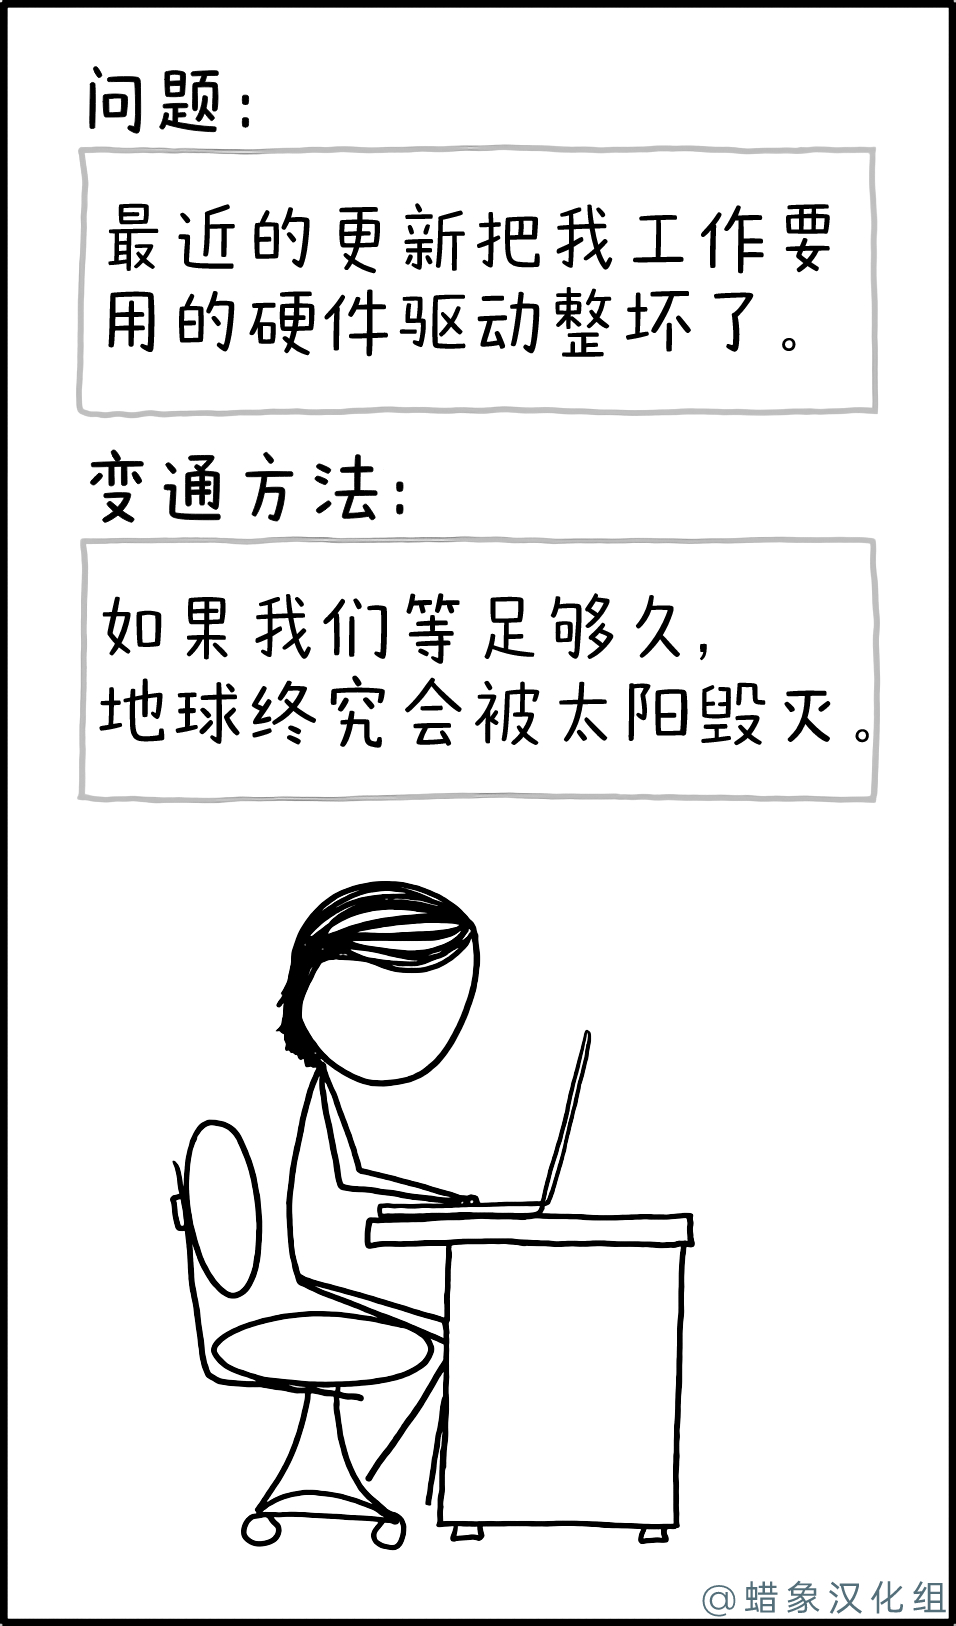 问题：
最近的更新把我工作要
用的硬件驱动整坏了。
变通方法：
如果我们等足够久，
地球终究会被太阳毁灭。
@蜡象汉化组